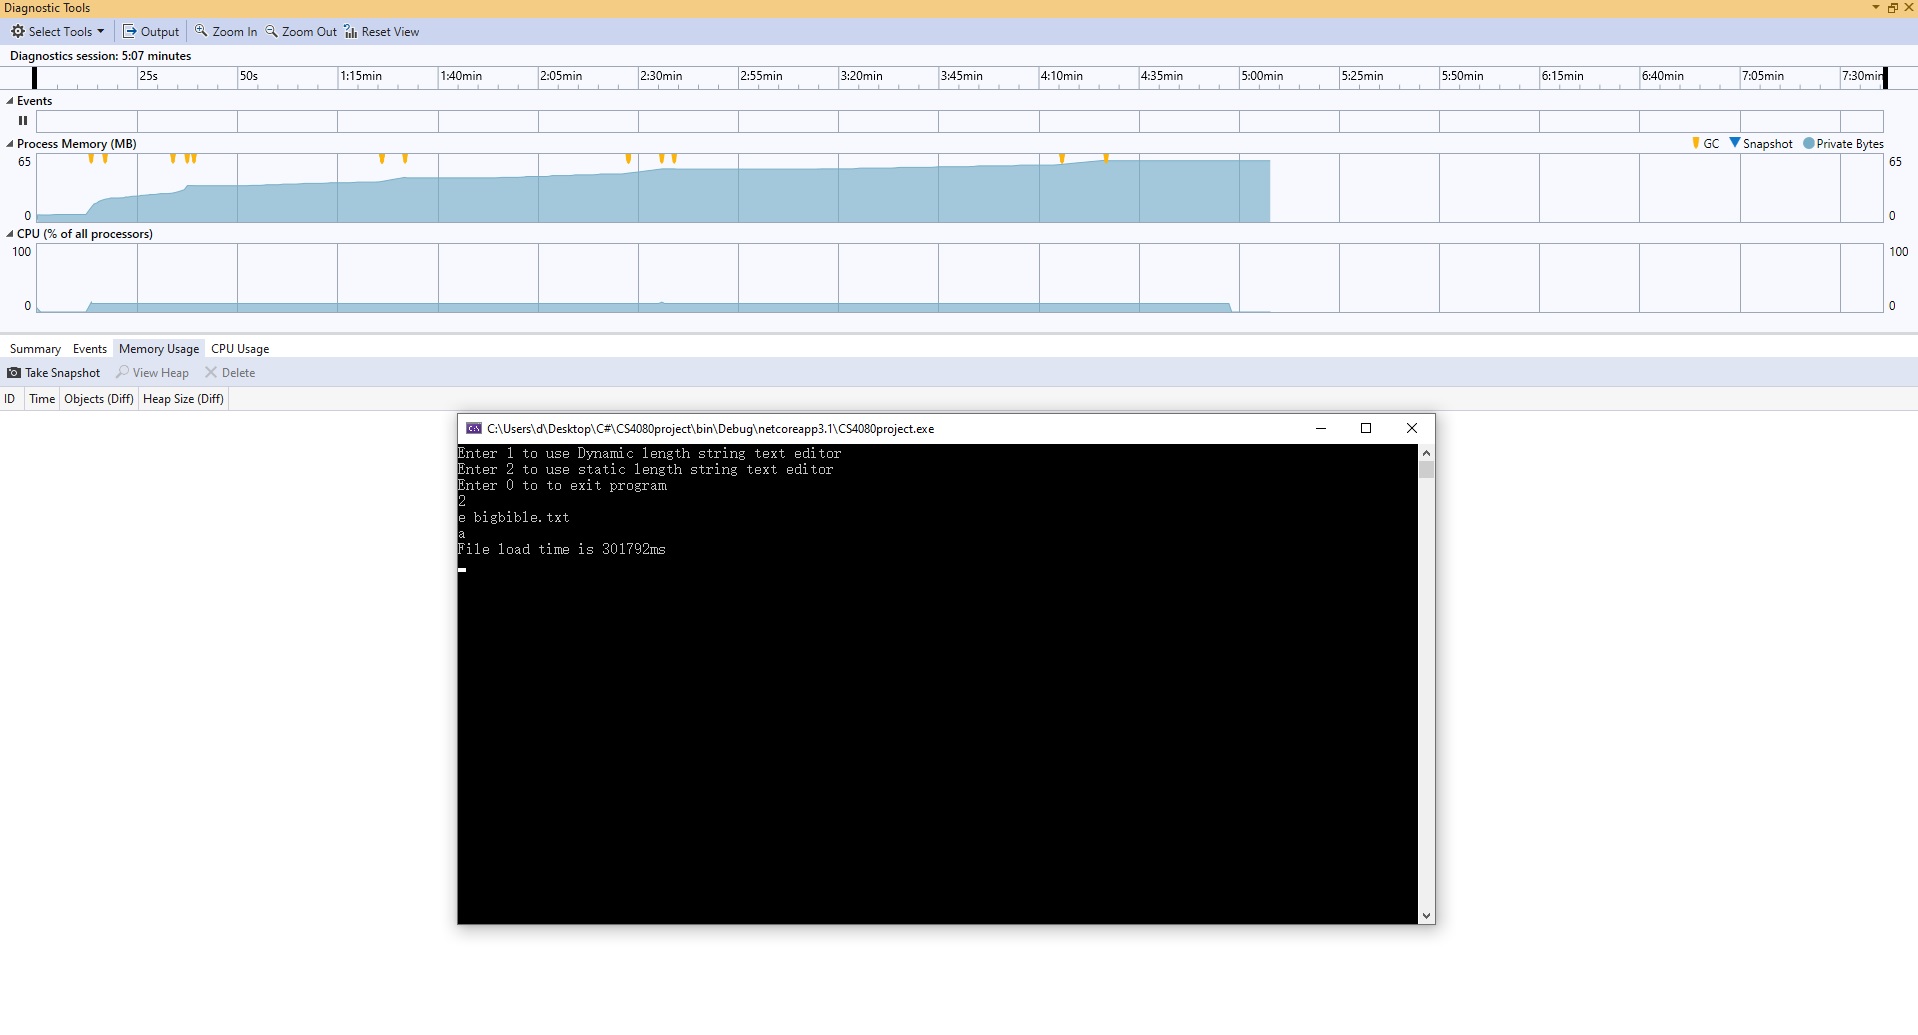 Diagnostic Tools
Select Tools Output Zoom In Zoom Out Reset View
Diagnostics session: 5:07 minutes
25s 50s 1:15min 1:40min 2:05min 2:30min 2:55min 3:20min 3:45min 4:10min 4:35min 5:00min 5:25min 5:50min 6:15min 6:40min 7:05min 7:30min
Events
Process Memory (MB) GC Snapshot Private Bytes
65 65
0 0
CPU (% of all processors)
100 100
0 0
Summary Events Memory Usage CPU Usage
Take Snapshot View Heap Delete
ID Time Objects (Diff) Heap Size (Diff)
C:\Users\d\Desktop\C#\CS4080project\bin\Debug\netcoreapp3.1\CS4080project.exe
Enter 1 to use Dynamic length string text editor
Enter 2 to use static length string text editor
Enter 0 to to exit program
2
e bigbible.txt
a
File load time is 301792ms